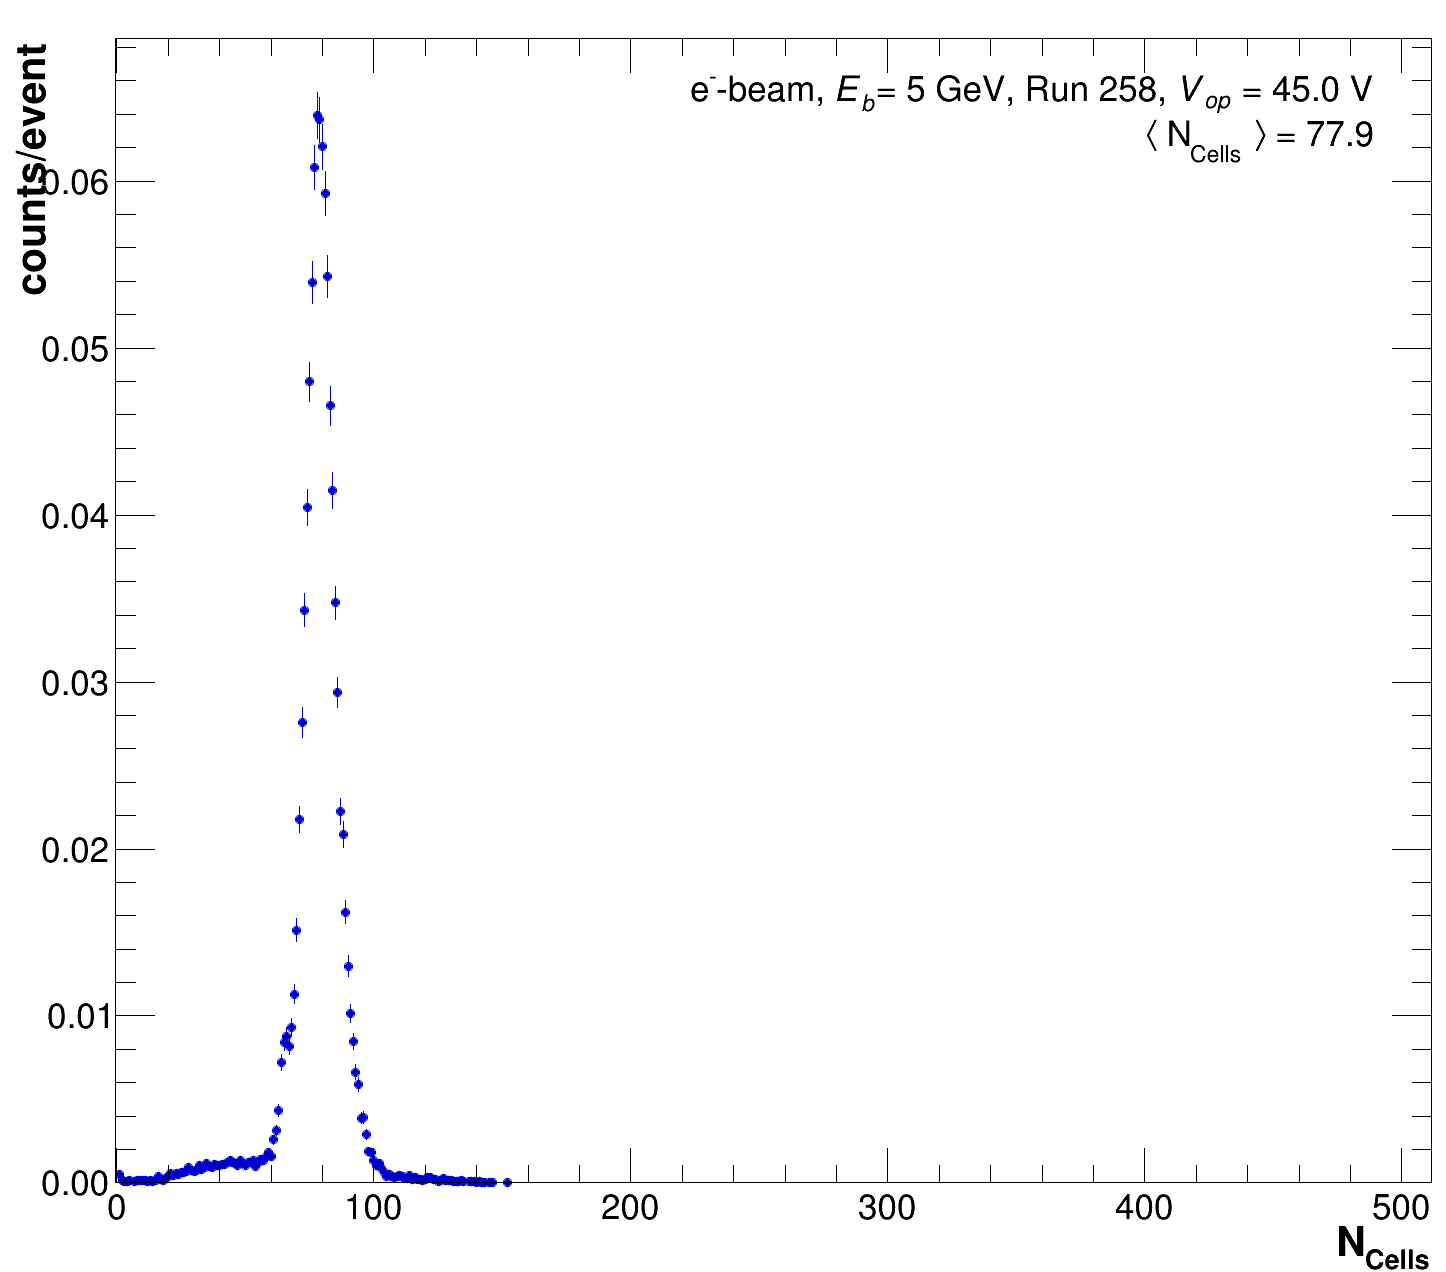 counts/event
e⁻-beam, E_b= 5 GeV, Run 258, V_op = 45.0 V
⟨ N_Cells ⟩ = 77.9
0.06
0.05
0.04
0.03
0.02
0.01
0.00
0 100 200 300 400 500
N_Cells